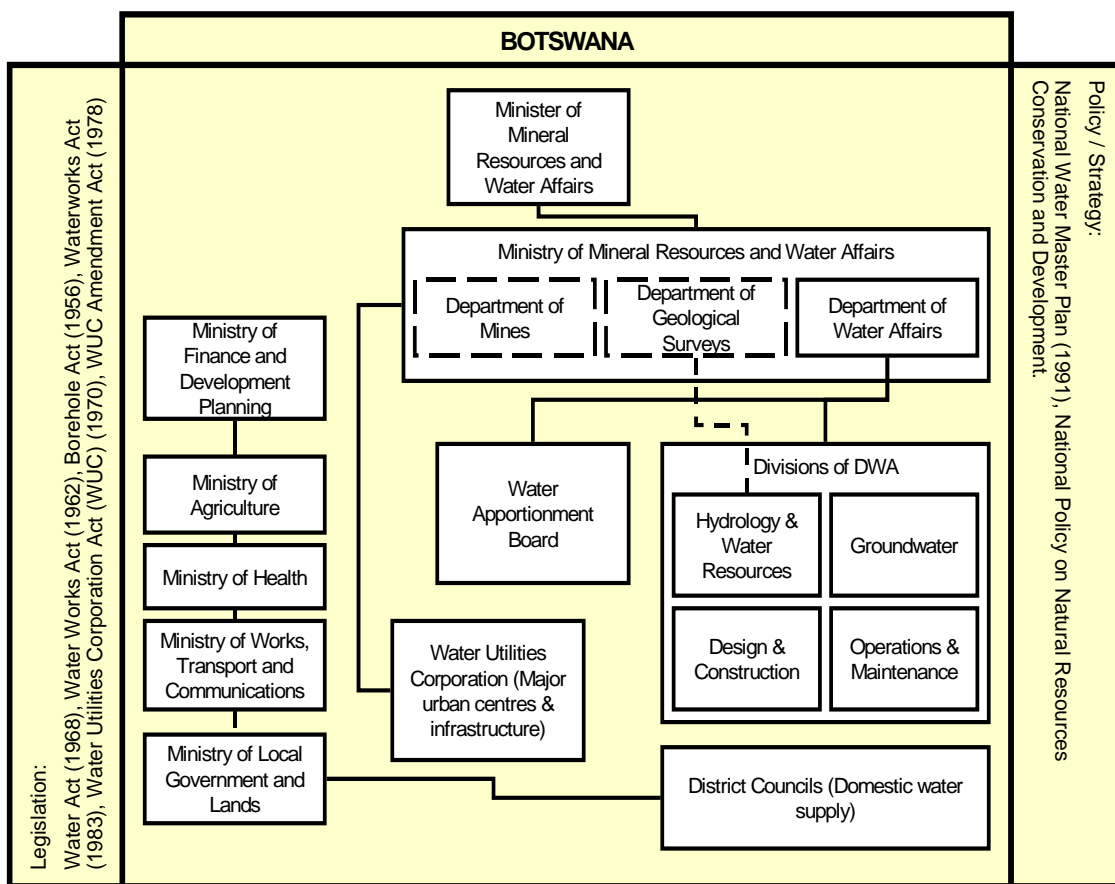 BOTSWANA
Legislation:
Water Act (1968), Water Works Act (1962), Borehole Act (1956), Waterworks Act
(1983), Water Utilities Corporation Act (WUC) (1970), WUC Amendment Act (1978)
Minister of
Mineral
Resources and
Water Affairs
Ministry of Mineral Resources and Water Affairs
Department of
Mines
Department of
Geological
Surveys
Department of
Water Affairs
Ministry of
Finance and
Development
Planning
Ministry of
Agriculture
Ministry of Health
Ministry of Works,
Transport and
Communications
Ministry of Local
Government and
Lands
Water
Apportionment
Board
Water Utilities
Corporation (Major
urban centres &
infrastructure)
Divisions of DWA
Hydrology &
Water
Resources
Groundwater
Design &
Construction
Operations &
Maintenance
District Councils (Domestic water
supply)
Policy / Strategy:
National Water Master Plan (1991), National Policy on Natural Resources
Conservation and Development.